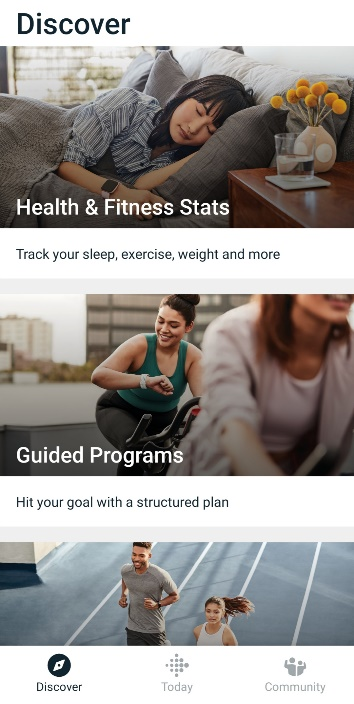 Discover
Health & Fitness Stats
Track your sleep, exercise, weight and more
Guided Programs
Hit your goal with a structured plan
Discover
Today
Community